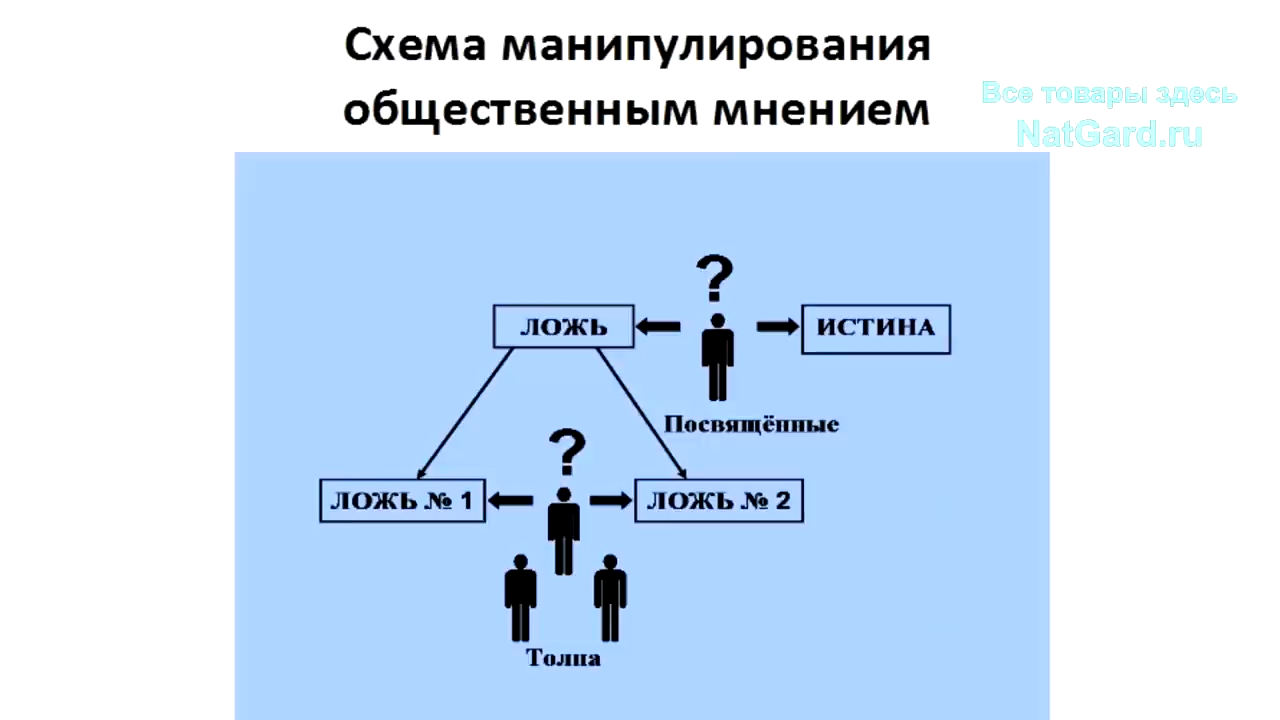 Схема манипулирования
общественным мнением
Все товары здесь
NatGard.ru
?
ЛОЖЬ
ИСТИНА
Посвящённые
?
ЛОЖЬ № 1
ЛОЖЬ № 2
Толпа